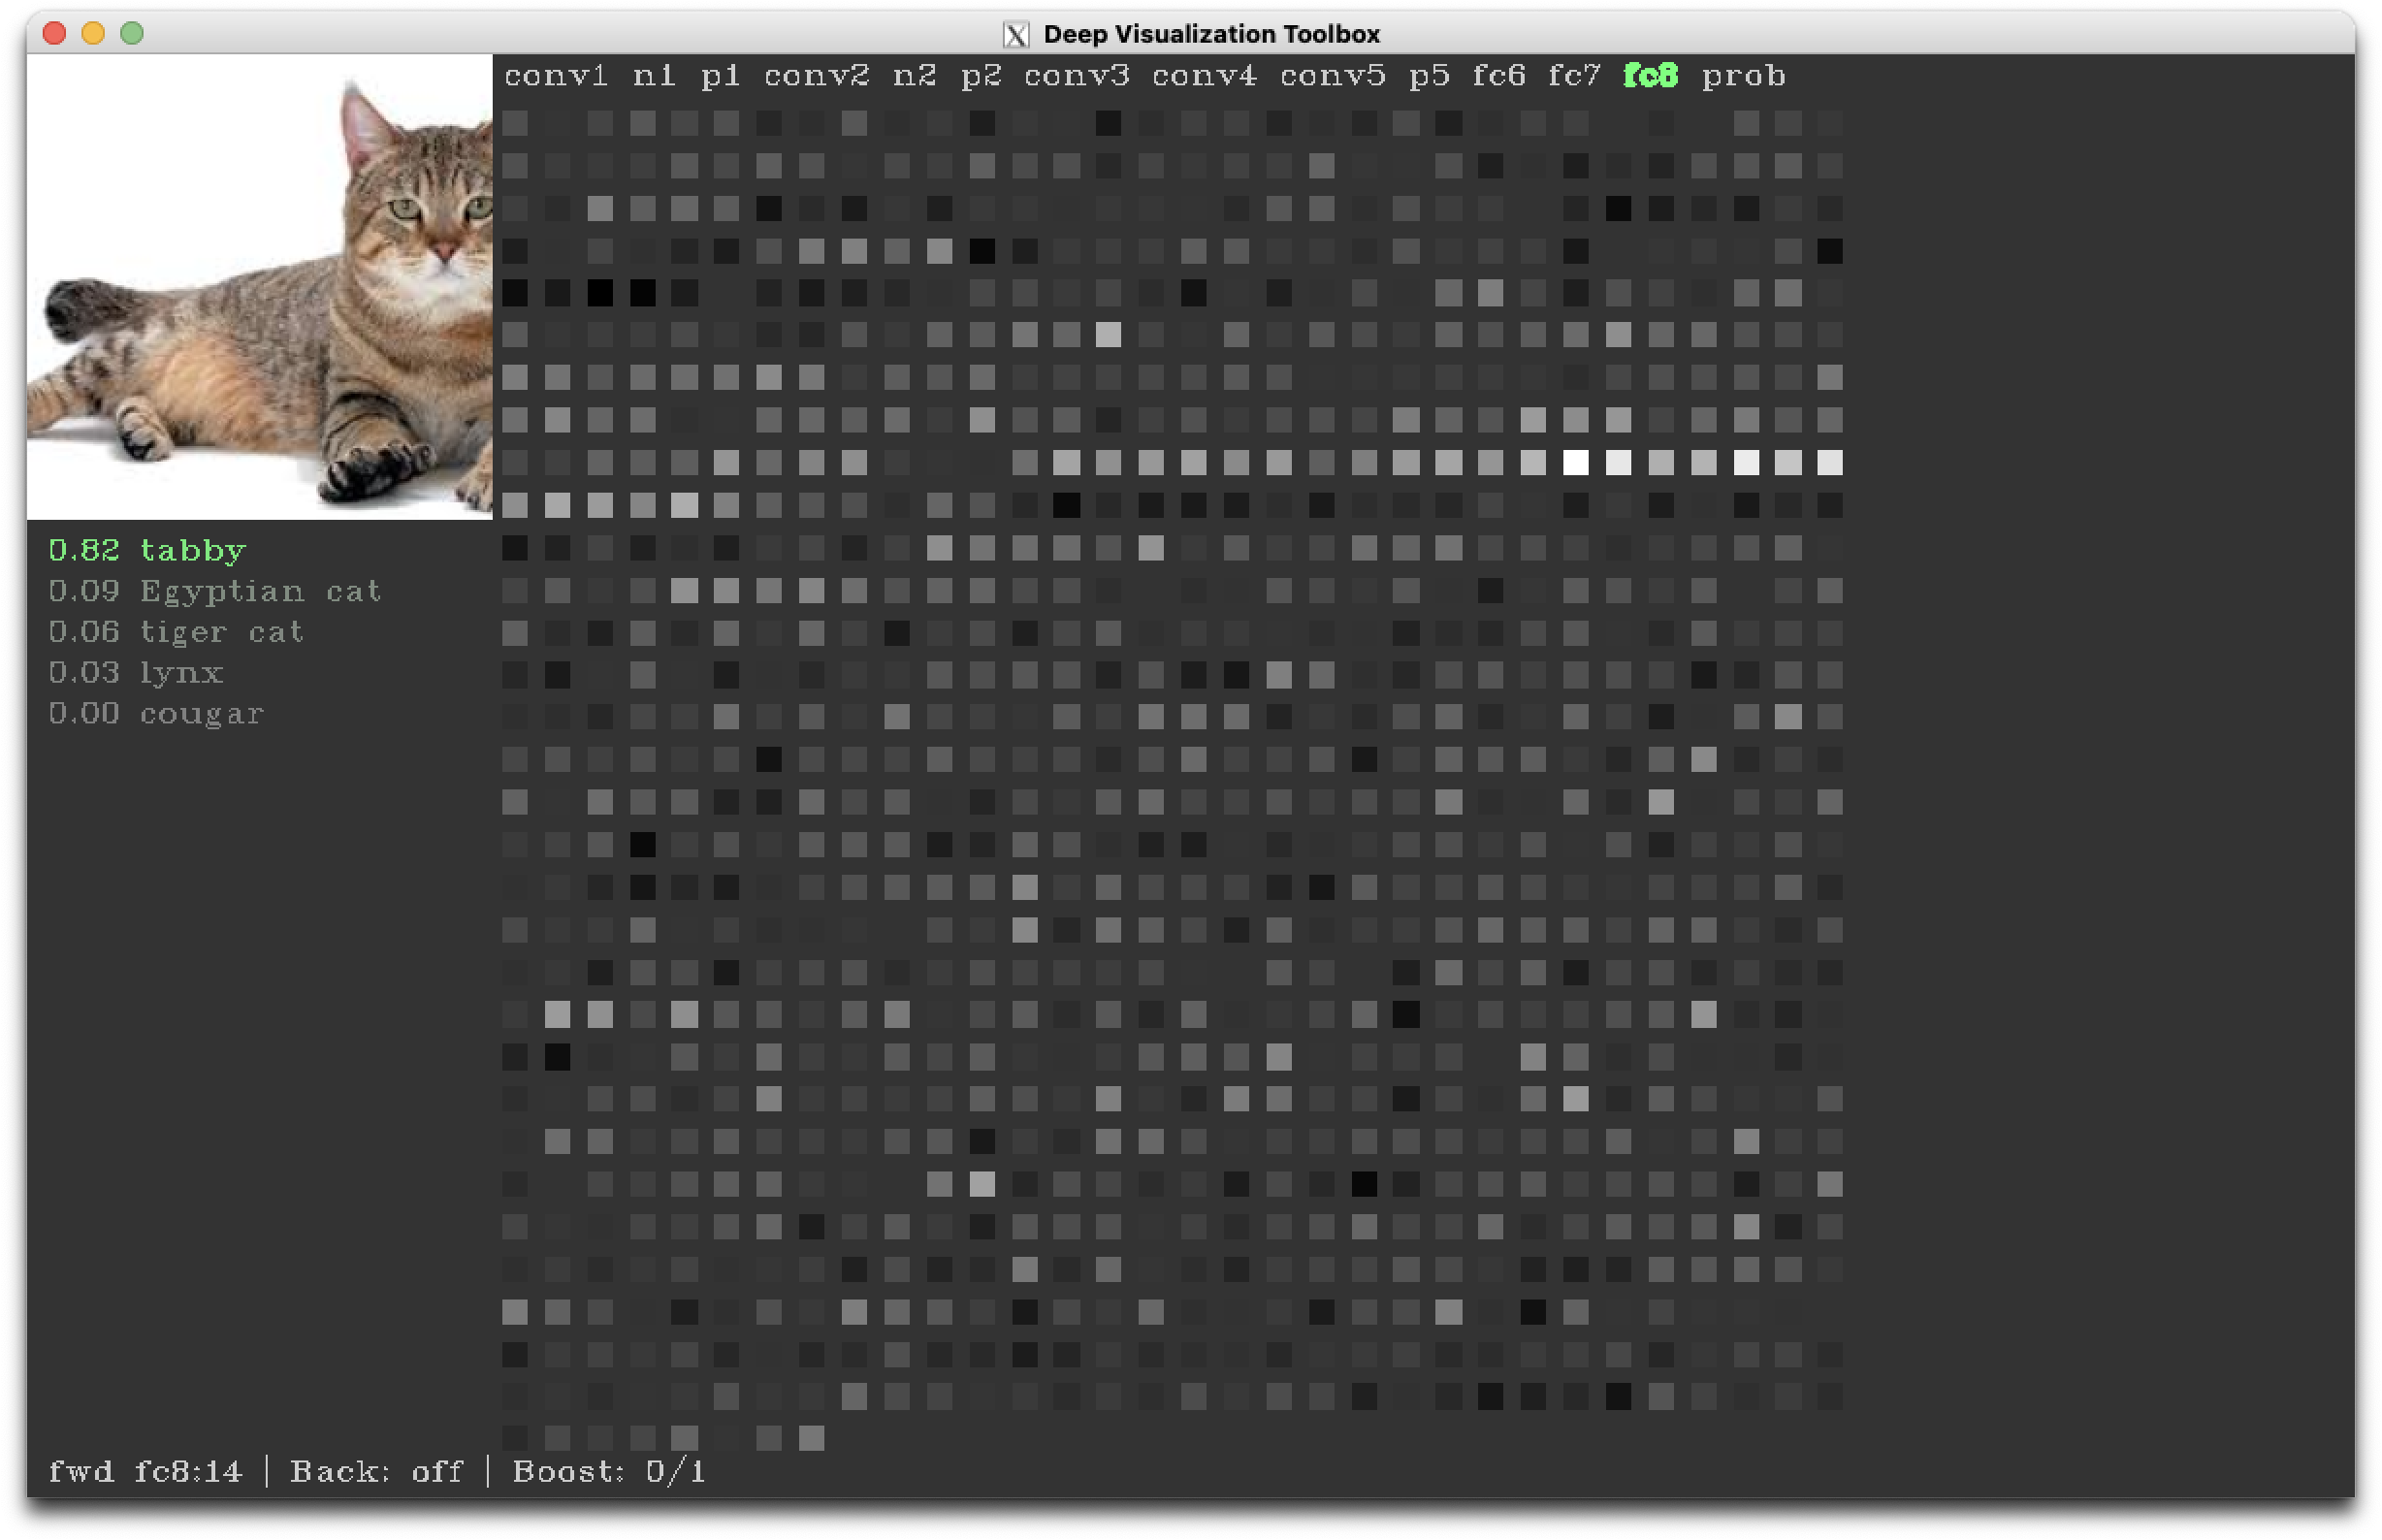 Deep Visualization Toolbox
conv1 n1 p1 conv2 n2 p2 conv3 conv4 conv5 p5 fc6 fc7 fc8 prob
0.82 tabby
0.09 Egyptian cat
0.06 tiger cat
0.03 lynx
0.00 cougar
fwd fc8:14 | Back: off | Boost: 0/1